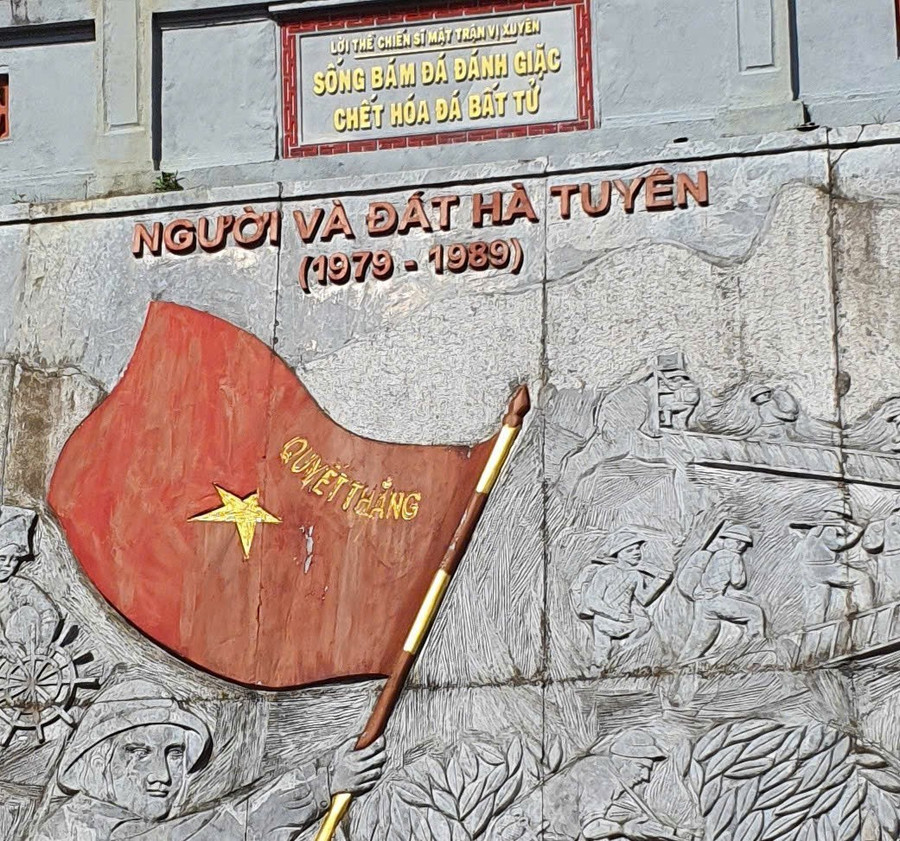 LỜI THỀ CHIẾN SĨ MẶT TRẬN VỊ XUYÊN
SỐNG BÁM ĐÁ ĐÁNH GIẶC
CHẾT HÓA ĐÁ BẤT TỬ
NGƯỜI VÀ ĐẤT HÀ TUYÊN
(1979 - 1989)
QUYẾT THẮNG